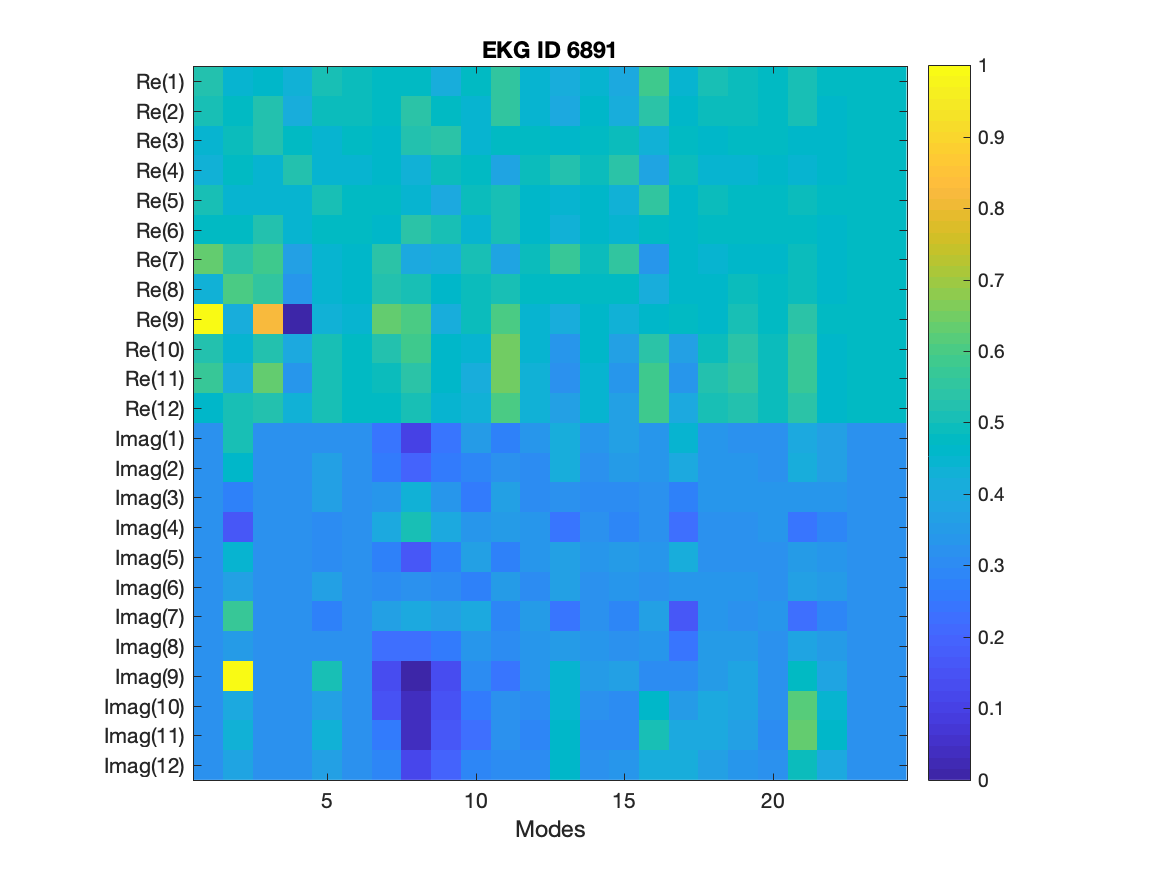 EKG ID 6891
Re(1)
Re(2)
Re(3)
Re(4)
Re(5)
Re(6)
Re(7)
Re(8)
Re(9)
Re(10)
Re(11)
Re(12)
Imag(1)
Imag(2)
Imag(3)
Imag(4)
Imag(5)
Imag(6)
Imag(7)
Imag(8)
Imag(9)
Imag(10)
Imag(11)
Imag(12)
5 10 15 20
Modes
1
0.9
0.8
0.7
0.6
0.5
0.4
0.3
0.2
0.1
0